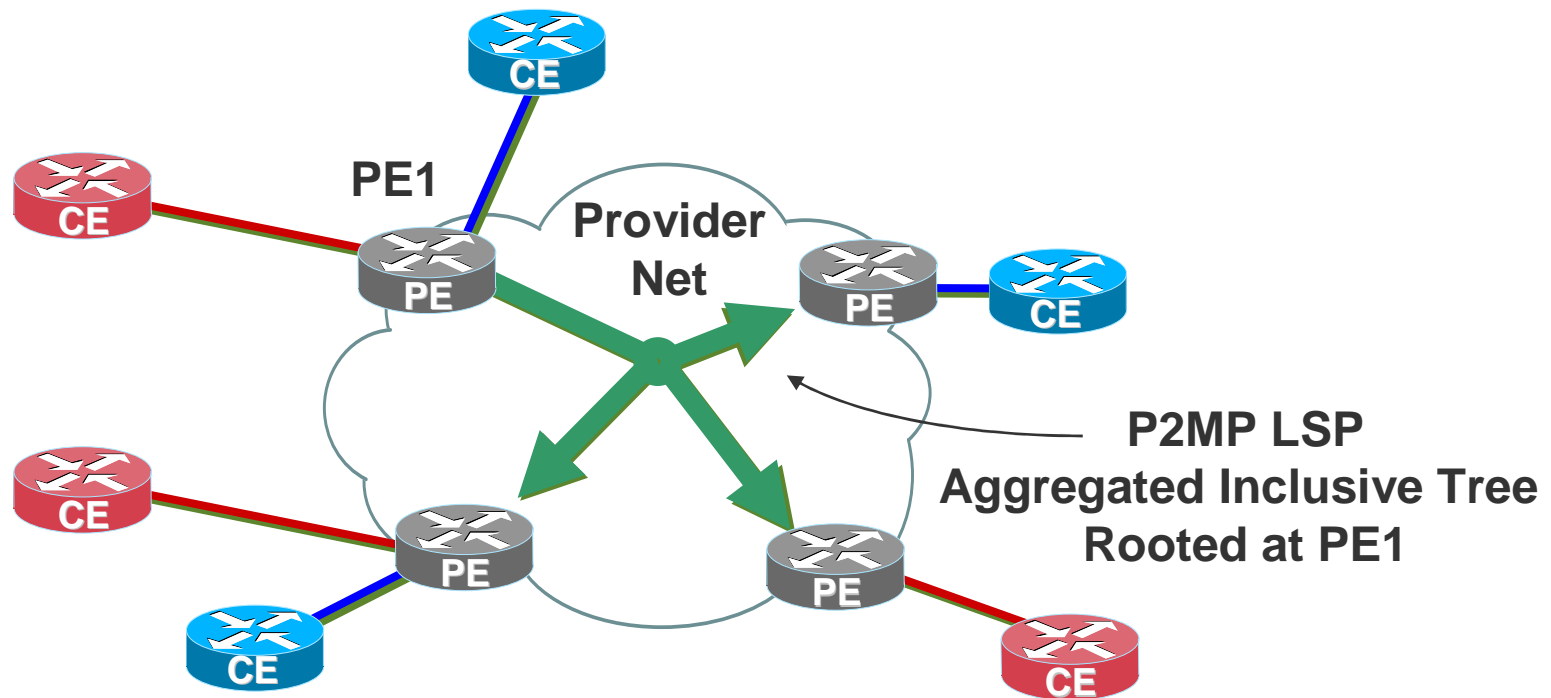 CE
PE1
CE
Provider
Net
PE
PE
CE
P2MP LSP
Aggregated Inclusive Tree
Rooted at PE1
CE
PE
PE
CE
CE